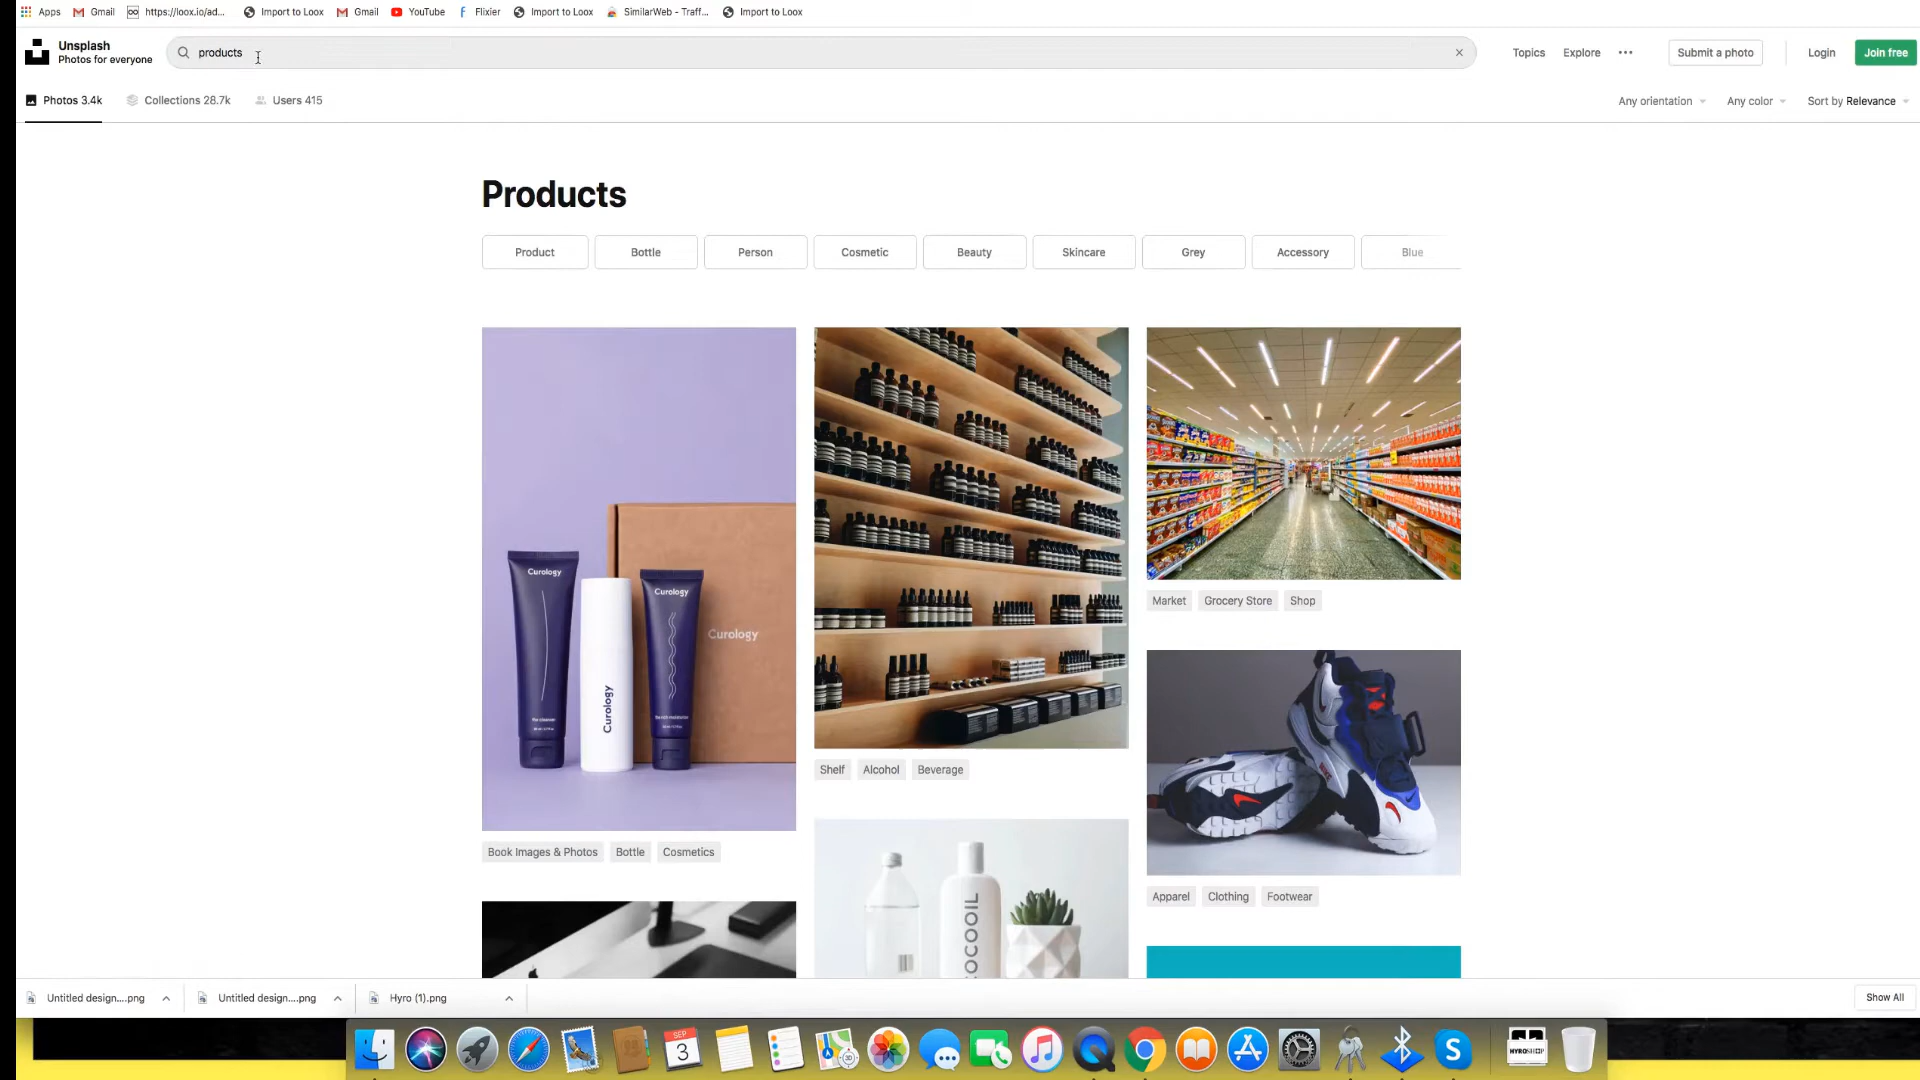 Apps Gmail https://loox.io/ad... Import to Loox Gmail YouTube Flixier Import to Loox SimilarWeb - Traff... Import to Loox
Unsplash
Photos for everyone
products
Topics Explore Submit a photo Login Join free
Photos 3.4k Collections 28.7k Users 415
Any orientation Any color Sort by Relevance
Products
Product Bottle Person Cosmetic Beauty Skincare Grey Accessory Blue
Curology
Curology
Curology
Curology
Market Grocery Store Shop
Shelf Alcohol Beverage
Book Images & Photos Bottle Cosmetics
COCOOIL
Apparel Clothing Footwear
Untitled design....png Untitled design....png Hyro (1).png Show All
SEP
3
HYROSHOP